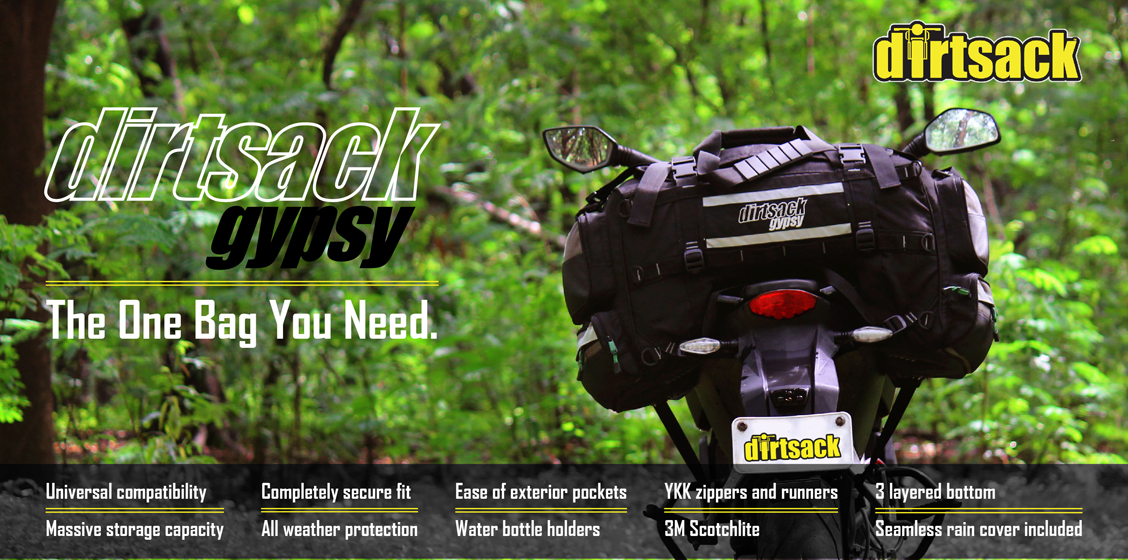 dirtsack
dirtsack
gypsy
The One Bag You Need.
dirtsack
gypsy
dirtsack
Universal compatibility
Massive storage capacity
Completely secure fit
All weather protection
Ease of exterior pockets
Water bottle holders
YKK zippers and runners
3M Scotchlite
3 layered bottom
Seamless rain cover included